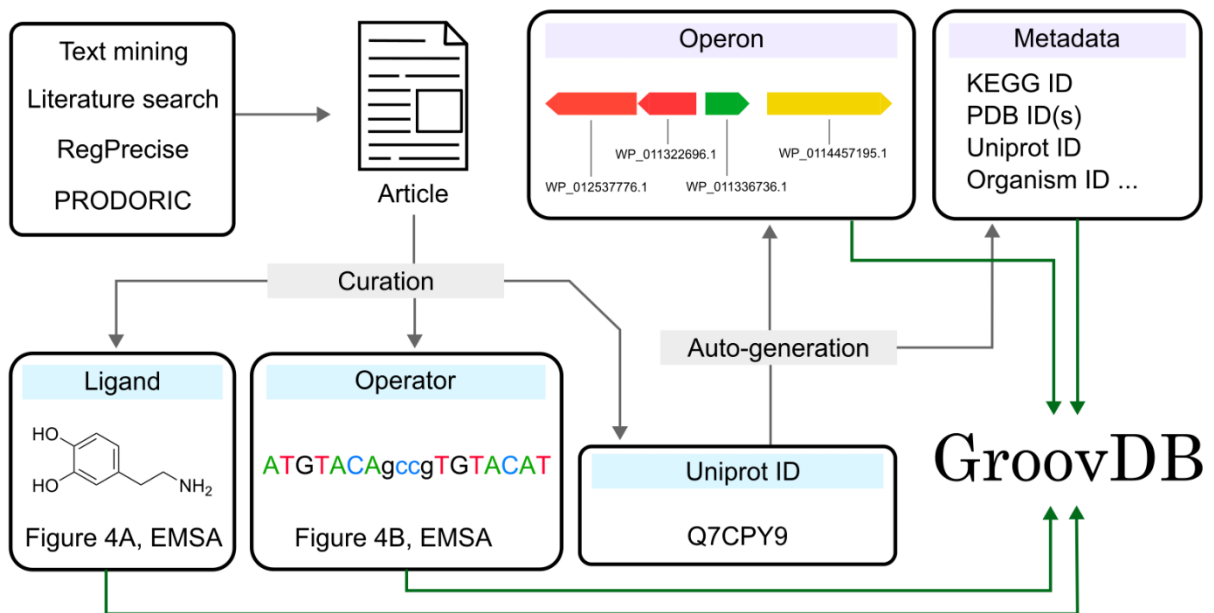 Text mining
Literature search
RegPrecise
PRODORIC
Article
Operon
WP_012537776.1
WP_011322696.1
WP_011336736.1
WP_0114457195.1
Metadata
KEGG ID
PDB ID(s)
Uniprot ID
Organism ID ...
Curation
Auto-generation
Ligand
HO
HO
NH2
Figure 4A, EMSA
Operator
ATGTACAgccgTGTACAT
Figure 4B, EMSA
Uniprot ID
Q7CPY9
GroovDB